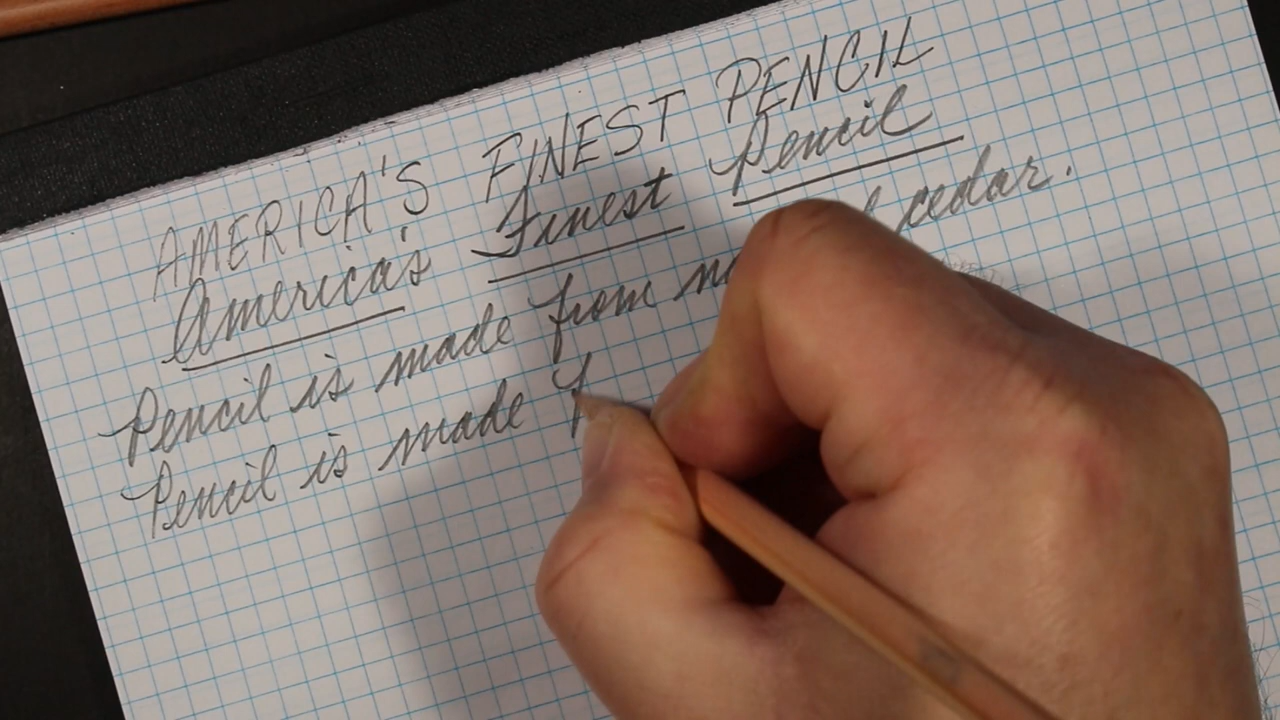 AMERICA'S FINEST PENCIL
America's Finest Pencil
Pencil is made from cedar.
Pencil is made